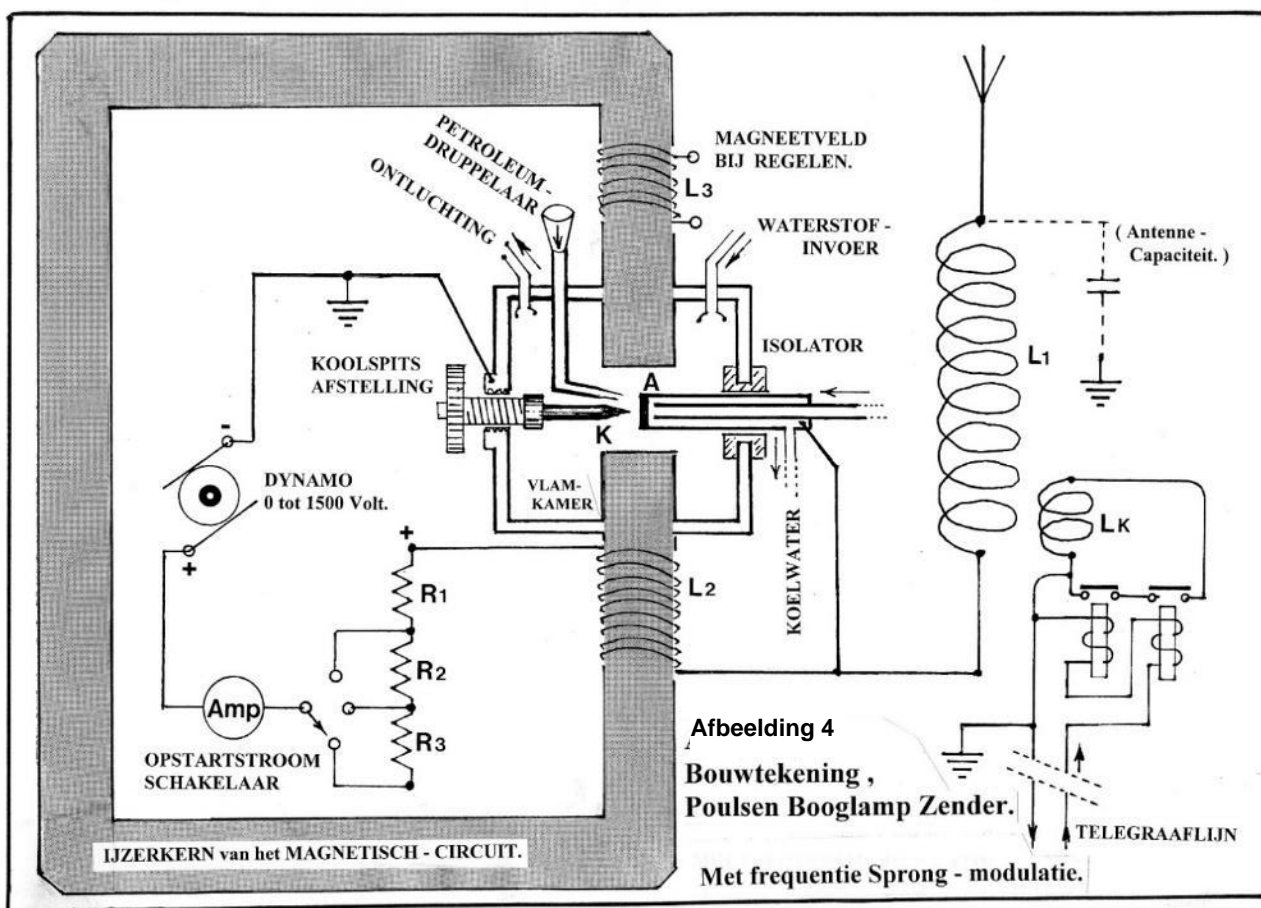 PETROLEUM-
DRUPPELAAR
ONTLUCHTING
MAGNEETVELD
BIJ REGELEN.
L3
WATERSTOF -
INVOER
( Antenne -
Capaciteit. )
KOOLSPITS
AFSTELLING
ISOLATOR
A
K
L1
-
DYNAMO
0 tot 1500 Volt.
+
VLAM-
KAMER
KOELWATER
LK
+
R1
R2
R3
L2
Amp
OPSTARTSTROOM
SCHAKELAAR
Afbeelding 4
Bouwtekening ,
Poulsen Booglamp Zender.
TELEGRAAFLIJN
IJZERKERN van het MAGNETISCH - CIRCUIT.
Met frequentie Sprong - modulatie.